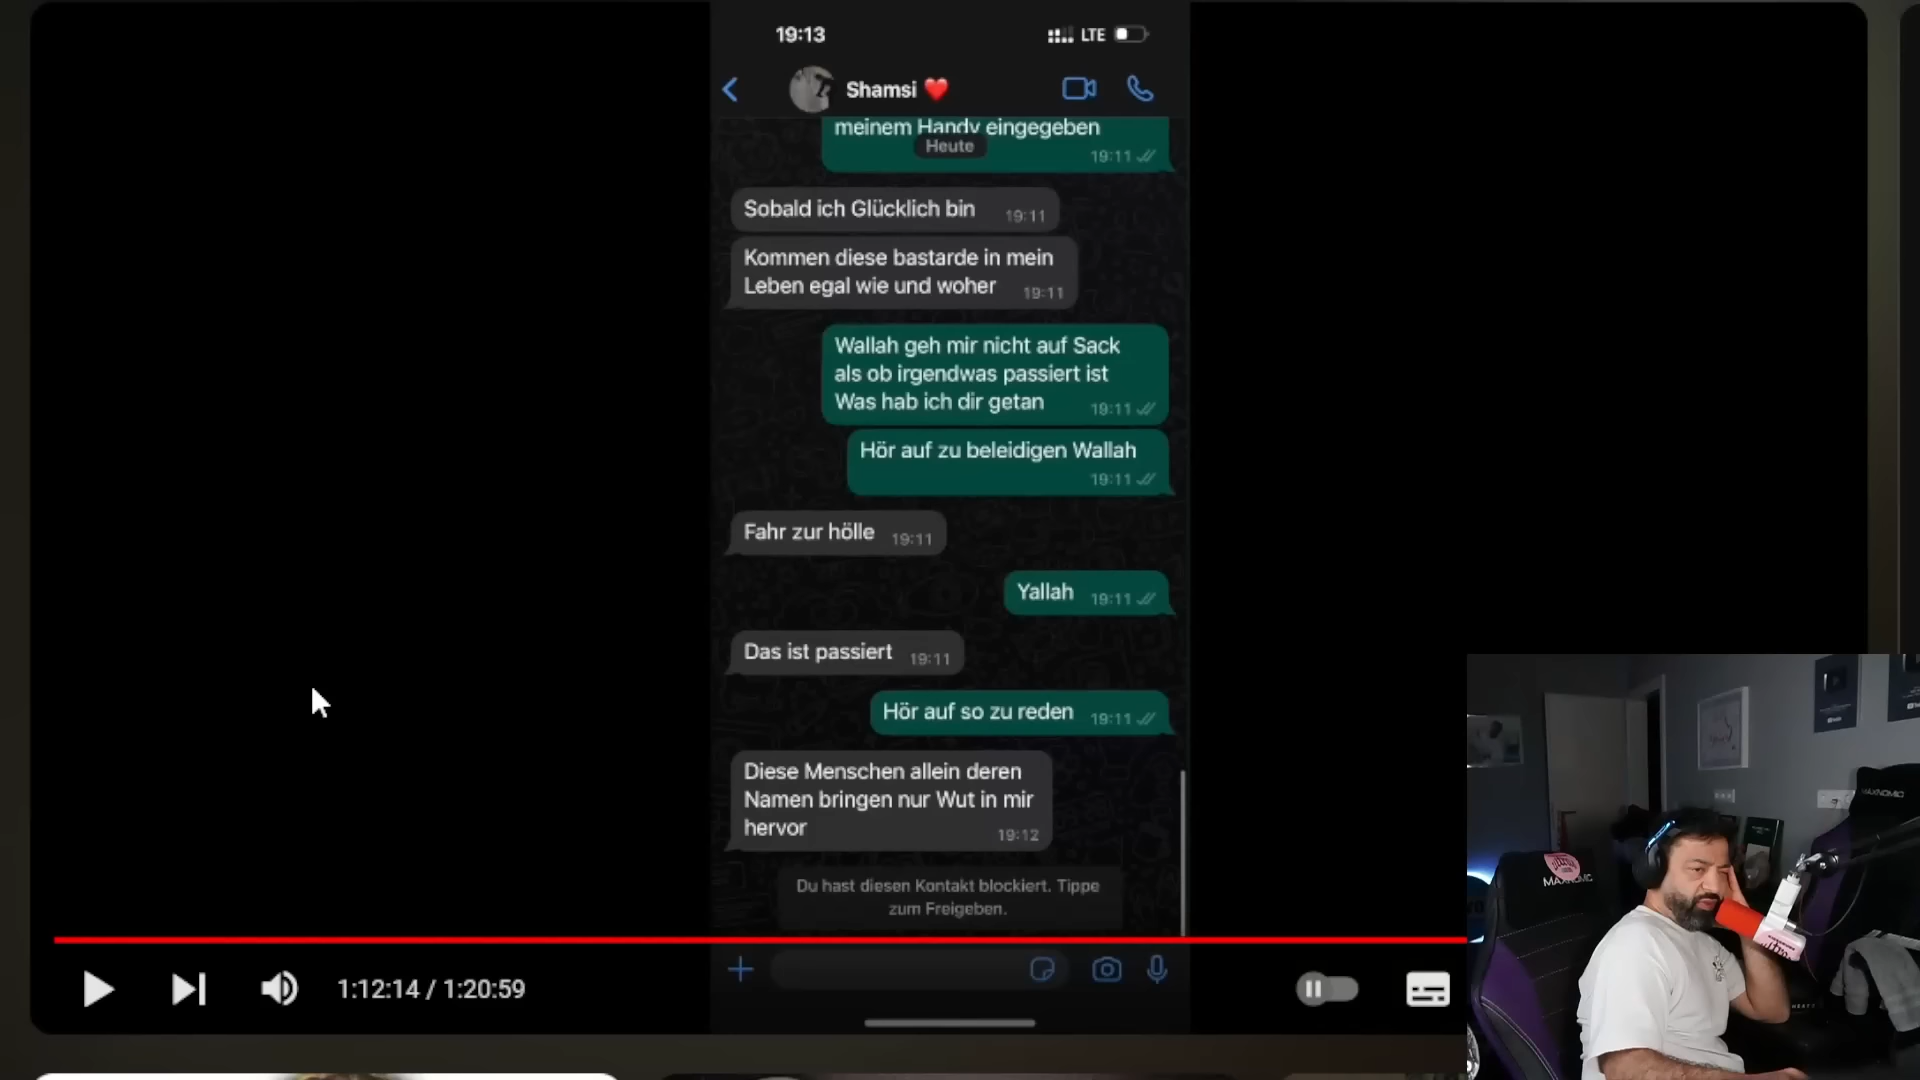 19:13
LTE
Shamsi ❤️
meinem Handy eingegeben
Heute
19:11
Sobald ich Glücklich bin 19:11
Kommen diese bastarde in mein
Leben egal wie und woher 19:11
Wallah geh mir nicht auf Sack
als ob irgendwas passiert ist
Was hab ich dir getan 19:11
Hör auf zu beleidigen Wallah
19:11
Fahr zur hölle 19:11
Yallah 19:11
Das ist passiert 19:11
Hör auf so zu reden 19:11
Diese Menschen allein deren
Namen bringen nur Wut in mir
hervor 19:12
Du hast diesen Kontakt blockiert. Tippe
zum Freigeben.
1:12:14 / 1:20:59
MAXNOMIC